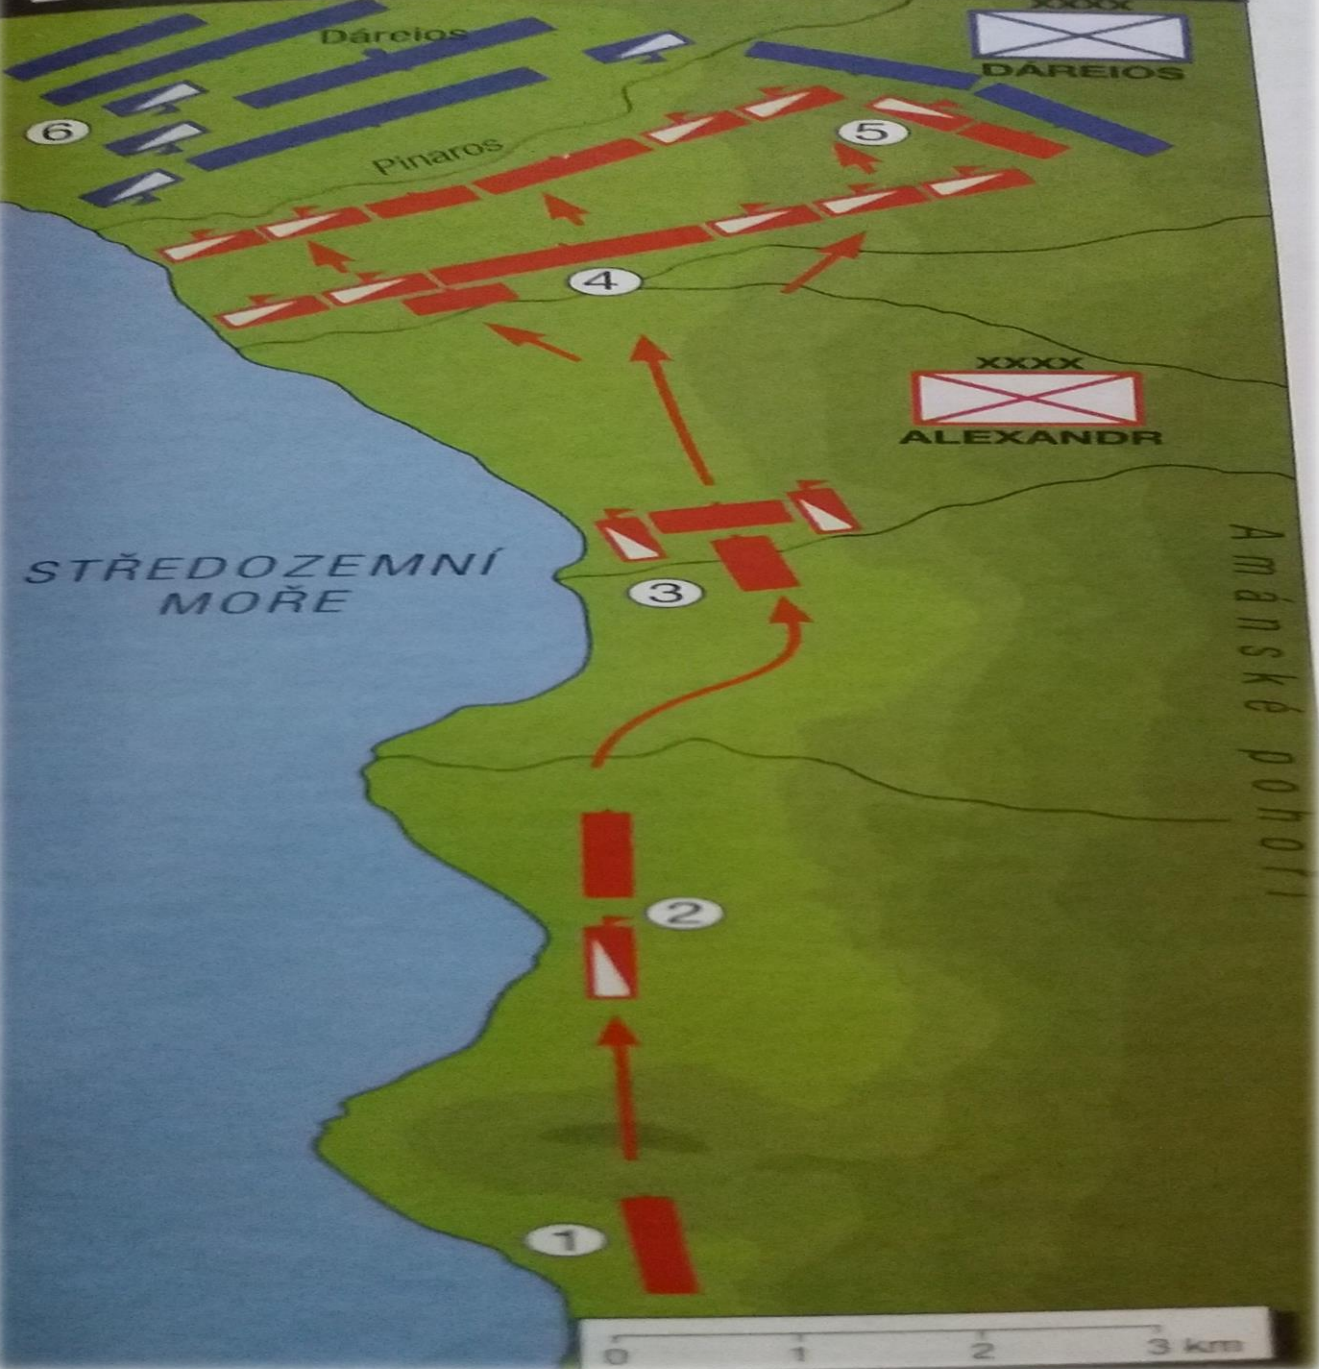 XXXX
DÁREIOS
Dáreios
6
5
Pinaros
4
XXXX
ALEXANDR
STŘEDOZEMNÍ
MOŘE
3
Amánské pohoří
2
1
0 1 2 3 km